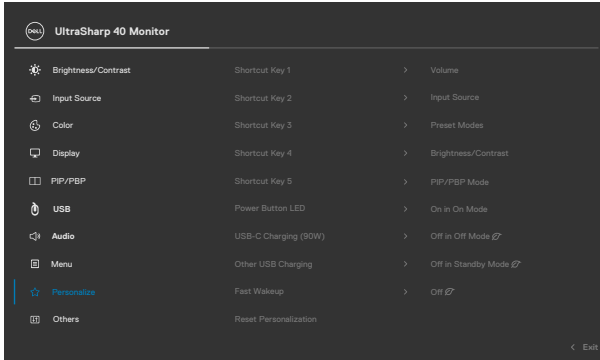 DELL UltraSharp 40 Monitor
Brightness/Contrast Shortcut Key 1 > Volume
Input Source Shortcut Key 2 > Input Source
Color Shortcut Key 3 > Preset Modes
Display Shortcut Key 4 > Brightness/Contrast
PIP/PBP Shortcut Key 5 > PIP/PBP Mode
USB Power Button LED > On in On Mode
Audio USB-C Charging (90W) > Off in Off Mode
Menu Other USB Charging > Off in Standby Mode
Personalize Fast Wakeup > Off
Others Reset Personalization
< Exit